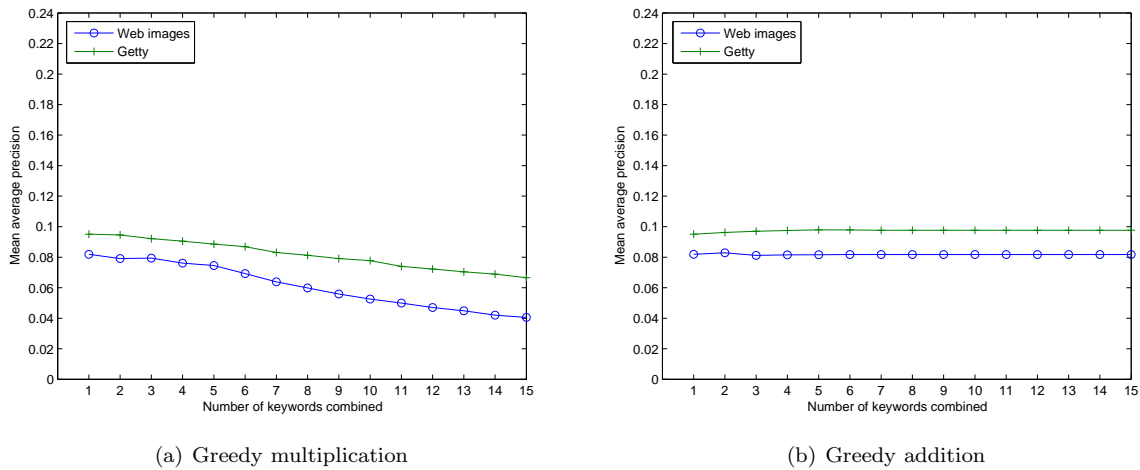 0.24
0.22
0.2
0.18
0.16
0.14
0.12
0.1
0.08
0.06
0.04
0.02
0
Mean average precision
Web images
Getty
1 2 3 4 5 6 7 8 9 10 11 12 13 14 15
Number of keywords combined
(a) Greedy multiplication
0.24
0.22
0.2
0.18
0.16
0.14
0.12
0.1
0.08
0.06
0.04
0.02
0
Mean average precision
Web images
Getty
1 2 3 4 5 6 7 8 9 10 11 12 13 14 15
Number of keywords combined
(b) Greedy addition